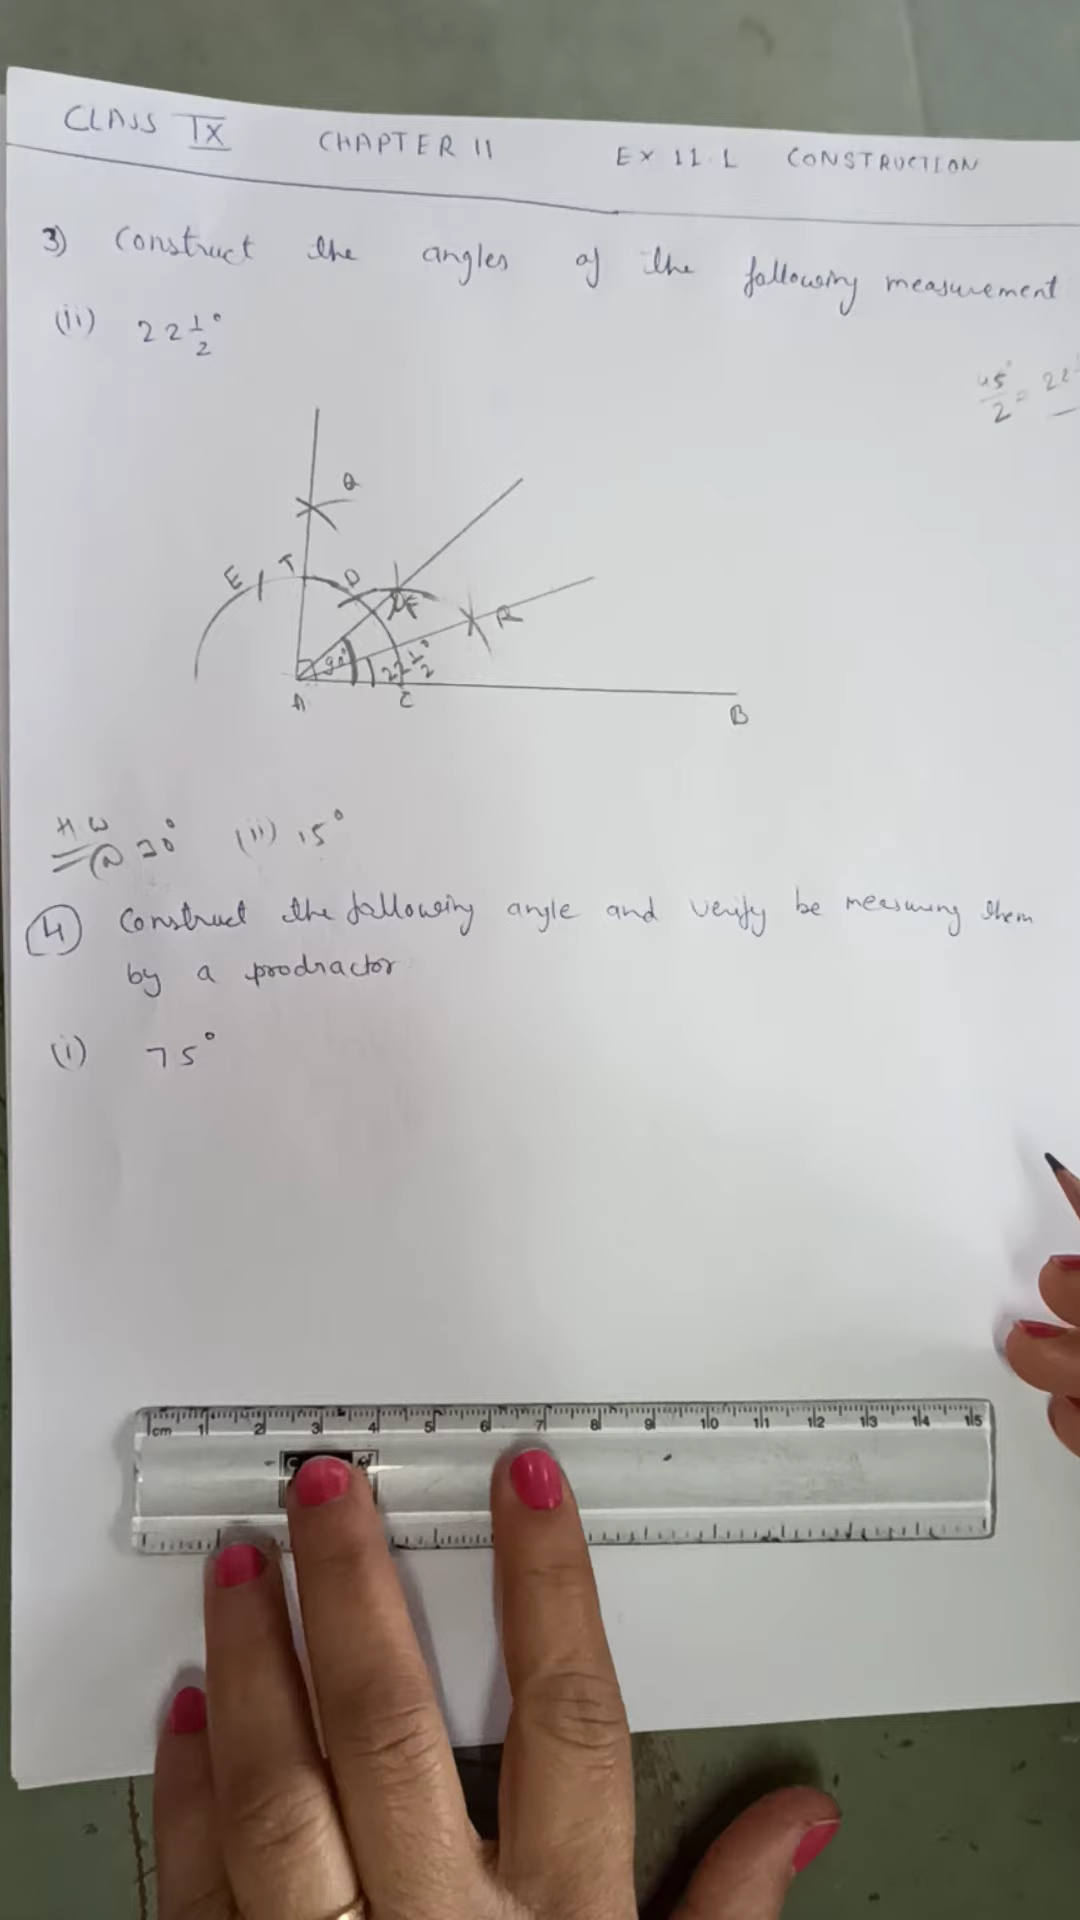 CLASS IX CHAPTER 11 EX 11.1 CONSTRUCTION
3) Construct the angles of the following measurement
(ii) 22 1/2°
45°/2 = 22
Q
E T D F R
90° 22 1/2°
A C B
HW
30° (ii) 15°
4 Construct the following angle and verify be measuring them
by a prodractor
(i) 75°
cm 1 2 3 4 5 6 7 8 9 10 11 12 13 14 15